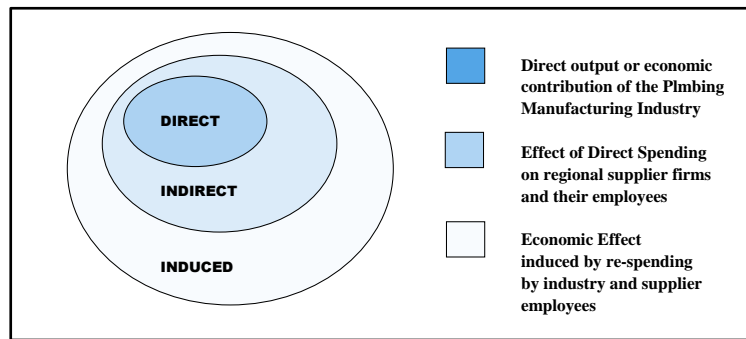 DIRECT
INDIRECT
INDUCED
Direct output or economic
contribution of the Plmbing
Manufacturing Industry
Effect of Direct Spending
on regional supplier firms
and their employees
Economic Effect
induced by re-spending
by industry and supplier
employees